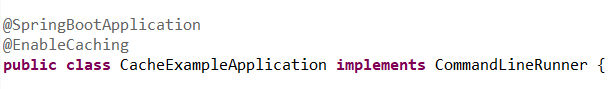 @SpringBootApplication
@EnableCaching
public class CacheExampleApplication implements CommandLineRunner {